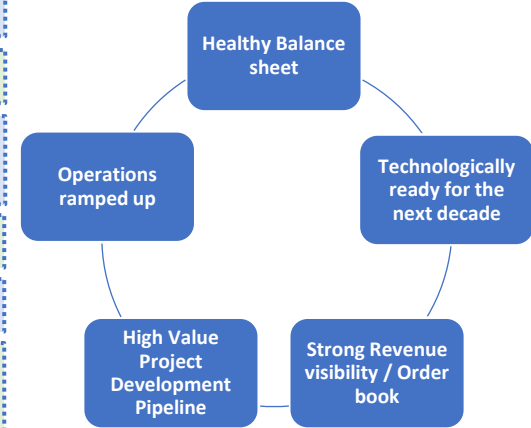 Healthy Balance
sheet
Technologically
ready for the
next decade
Strong Revenue
visibility / Order
book
High Value
Project
Development
Pipeline
Operations
ramped up